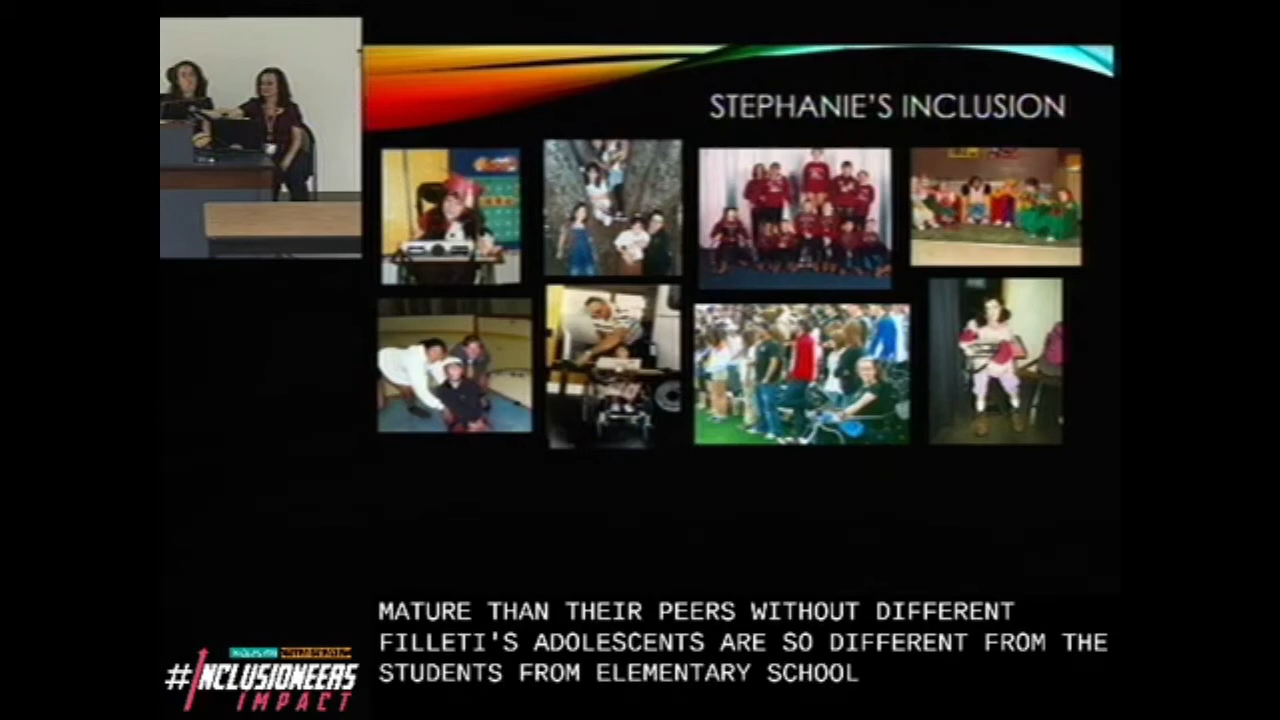 STEPHANIE'S INCLUSION
MATURE THAN THEIR PEERS WITHOUT DIFFERENT
FILLETI'S ADOLESCENTS ARE SO DIFFERENT FROM THE
STUDENTS FROM ELEMENTARY SCHOOL
#INCLUSIONEERS
IMPACT